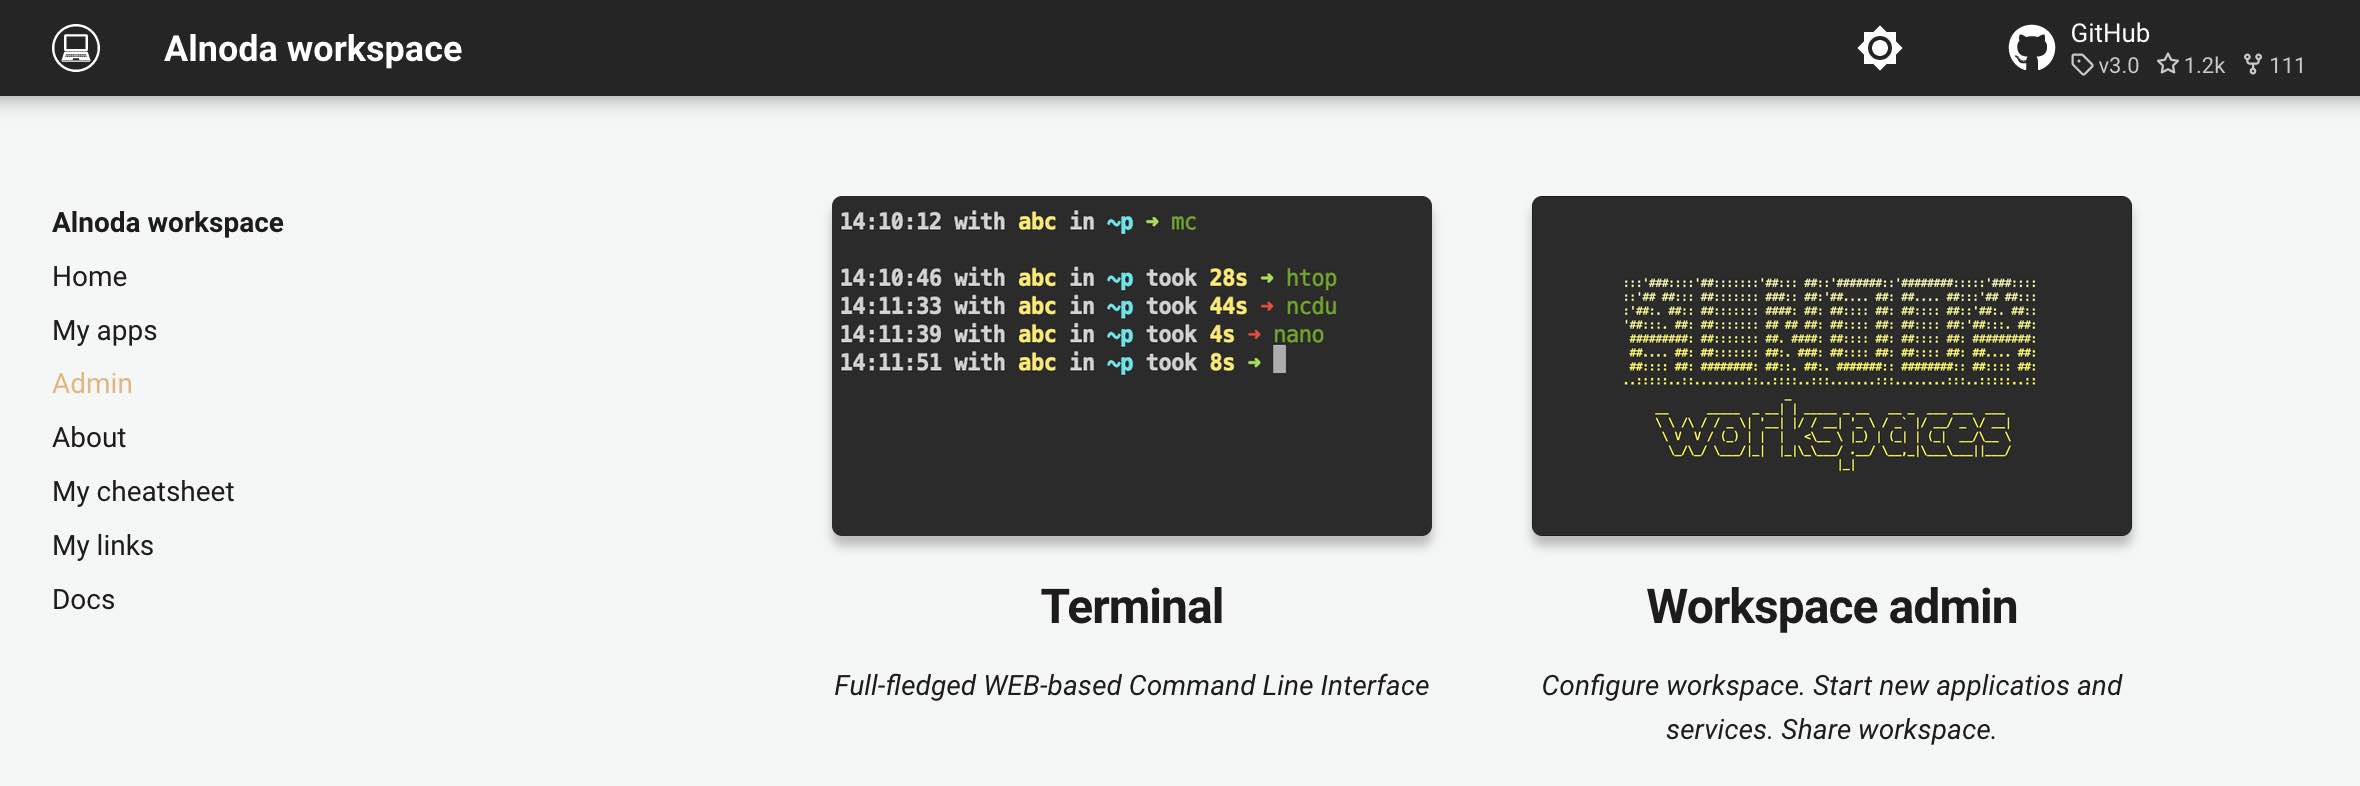 Alnoda workspace
GitHub
v3.0 1.2k 111
Alnoda workspace
Home
My apps
Admin
About
My cheatsheet
My links
Docs
14:10:12 with abc in ~p ➜ mc
14:10:46 with abc in ~p took 28s ➜ htop
14:11:33 with abc in ~p took 44s ➜ ncdu
14:11:39 with abc in ~p took 4s ➜ nano
14:11:51 with abc in ~p took 8s ➜
Terminal
Full-fledged WEB-based Command Line Interface
ALNODA
workspaces
Workspace admin
Configure workspace. Start new applicatios and
services. Share workspace.